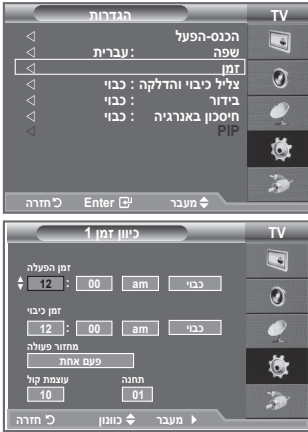 TV הגדרות
הכנס-הפעל
שפה : עברית
זמן
צליל כיבוי והדלקה : כבוי
בידור : כבוי
חיסכון באנרגיה : כבוי
PIP
מעבר Enter חזרה
TV כיוון זמן 1
זמן הפעלה
12 : 00 am כבוי
זמן כיבוי
12 : 00 am כבוי
מחזור פעולה
פעם אחת
עוצמת קול תחנה
10 01
מעבר כוונון חזרה